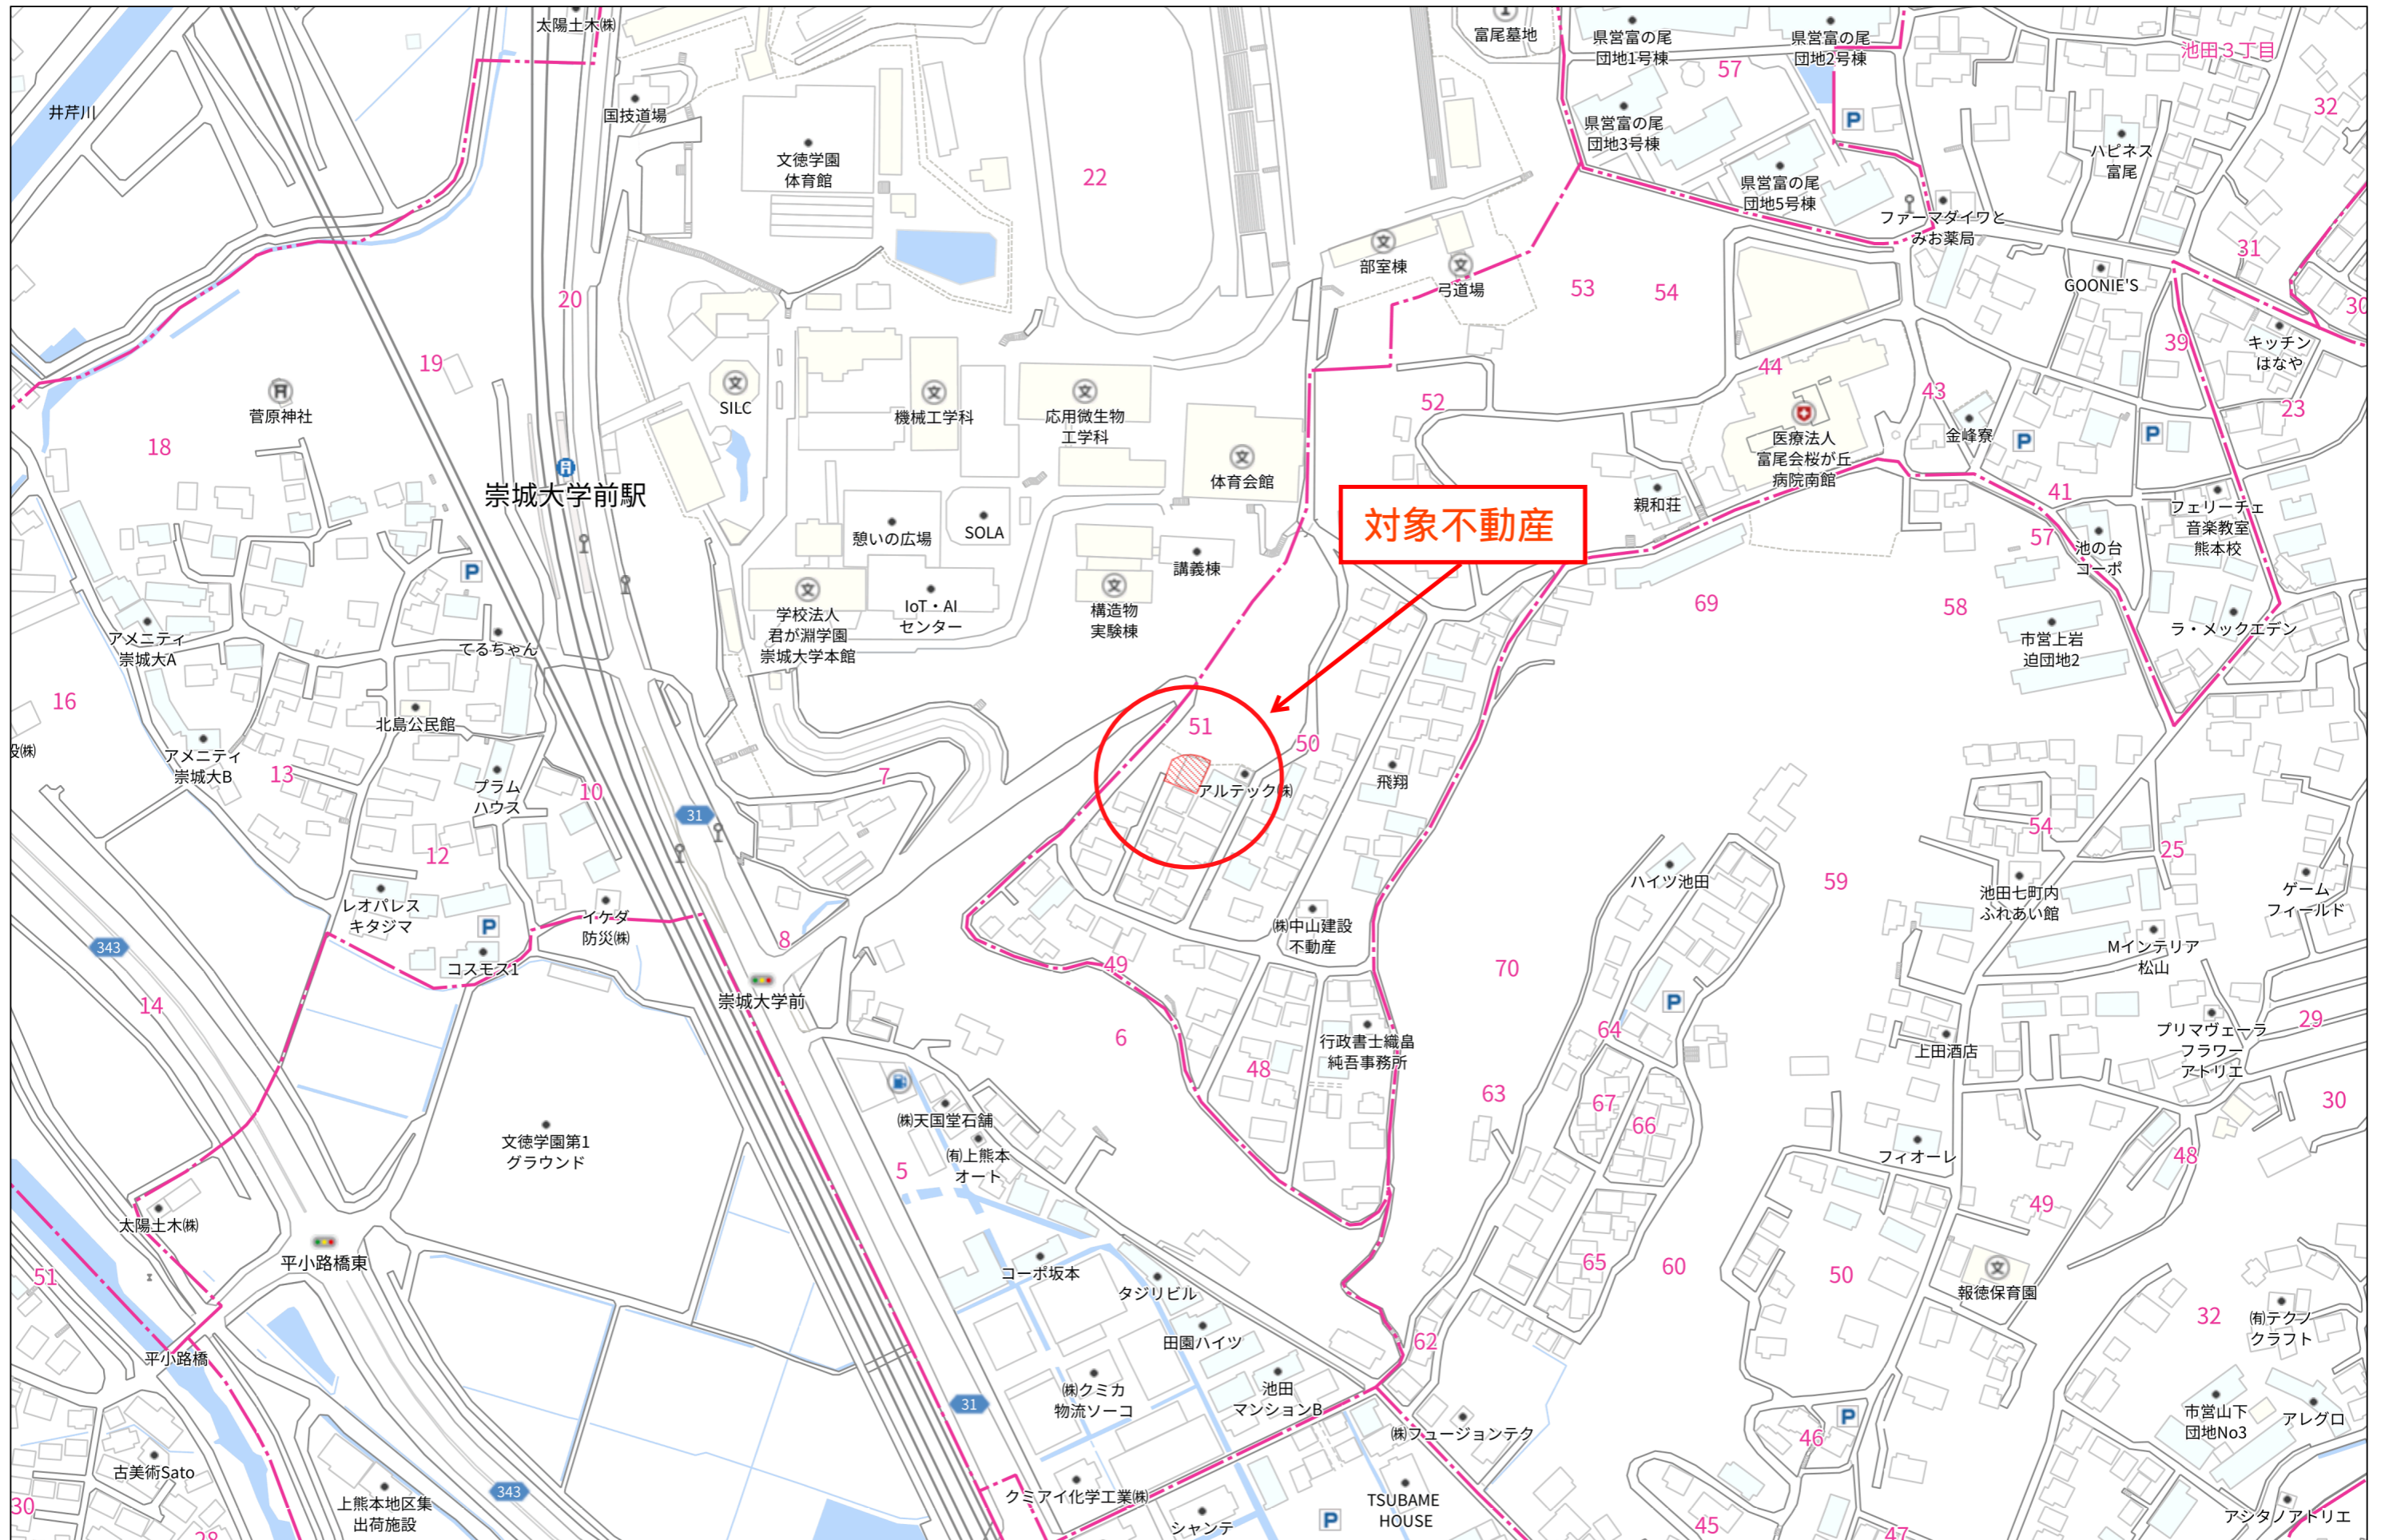 太陽土木㈱
富尾墓地
県営富の尾
団地1号棟
県営富の尾
団地2号棟
池田３丁目
57
32
井芹川
国技道場
文徳学園
体育館
22
県営富の尾
団地3号棟
県営富の尾
団地5号棟
P
ハピネス
富尾
ファーマダイワと
みお薬局
31
部室棟
弓道場
53
54
GOONIE'S
20
30
19
39
キッチン
はなや
菅原神社
SILC
機械工学科
応用微生物
工学科
52
44
43
23
18
体育会館
医療法人
富尾会桜が丘
病院南館
金峰寮
P
P
崇城大学前駅
憩いの広場
SOLA
対象不動産
親和荘
41
57
池の台
コーポ
フェリーチェ
音楽教室
熊本校
P
講義棟
学校法人
君が淵学園
崇城大学本館
IoT・AI
センター
構造物
実験棟
69
58
アメニティ
崇城大A
てるちゃん
市営上岩
迫団地2
ラ・メックエデン
16
北島公民館
51
50
設㈱
アメニティ
崇城大B
13
プラム
ハウス
10
7
アルテック㈱
飛翔
31
54
25
12
ハイツ池田
59
池田七町内
ふれあい館
ゲーム
フィールド
レオパレス
キタジマ
P
イケダ
防災㈱
8
㈱中山建設
不動産
343
コスモス1
49
70
Mインテリア
松山
14
崇城大学前
P
6
行政書士織畠
純吾事務所
64
上田酒店
プリマヴェーラ
フラワー
アトリエ
29
48
63
67
66
30
㈱天国堂石舗
文徳学園第1
グラウンド
㈲上熊本
オート
5
フィオーレ
48
49
太陽土木㈱
平小路橋東
51
コーポ坂本
タジリビル
65
60
50
報徳保育園
32
㈲テクノ
クラフト
田園ハイツ
62
平小路橋
㈱クミカ
物流ソーコ
池田
マンションB
31
㈱フュージョンテク
P
46
市営山下
団地No3
アレグロ
古美術Sato
343
上熊本地区集
出荷施設
クミアイ化学工業㈱
TSUBAME
HOUSE
P
シャンテ
30
28
45
47
アシタノアトリエ